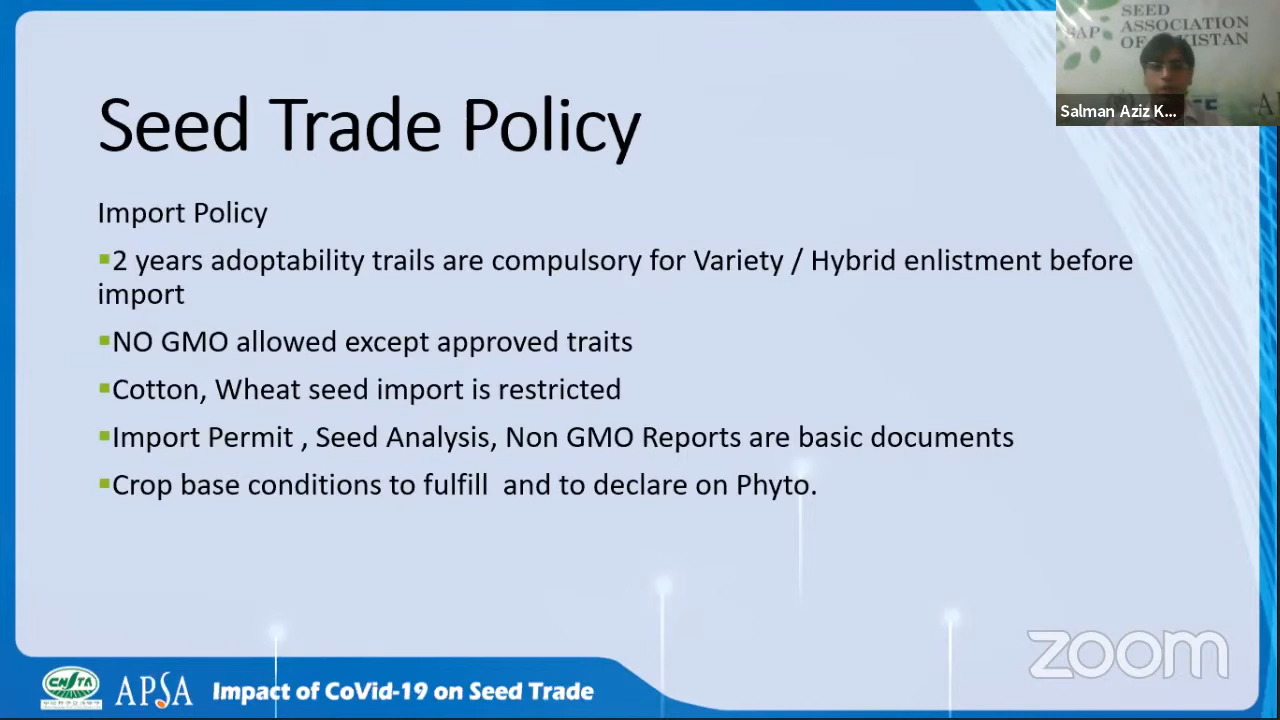 SEED
SAP ASSOCIATION
Salman Aziz K...
Seed Trade Policy
Import Policy
▪2 years adoptability trails are compulsory for Variety / Hybrid enlistment before
import
▪NO GMO allowed except approved traits
▪Cotton, Wheat seed import is restricted
▪Import Permit , Seed Analysis, Non GMO Reports are basic documents
▪Crop base conditions to fulfill and to declare on Phyto.
zoom
CNSTA
APSA Impact of CoVid-19 on Seed Trade